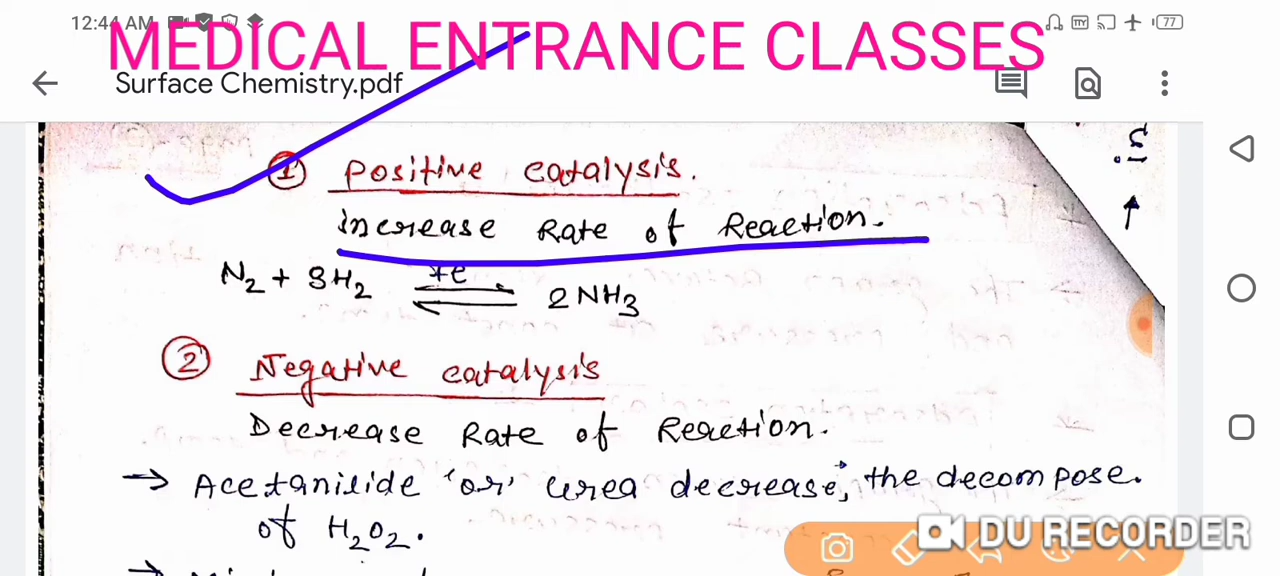 12:44 AM
77
MEDICAL ENTRANCE CLASSES
Surface Chemistry.pdf
① Positive catalysis.
increase Rate of Reaction.
N2 + 3H2 Fe 2NH3
② Negative catalysis
Decrease Rate of Reaction.
→ Acetanilide 'or' urea decrease, the decompose.
of H2O2.
DU RECORDER